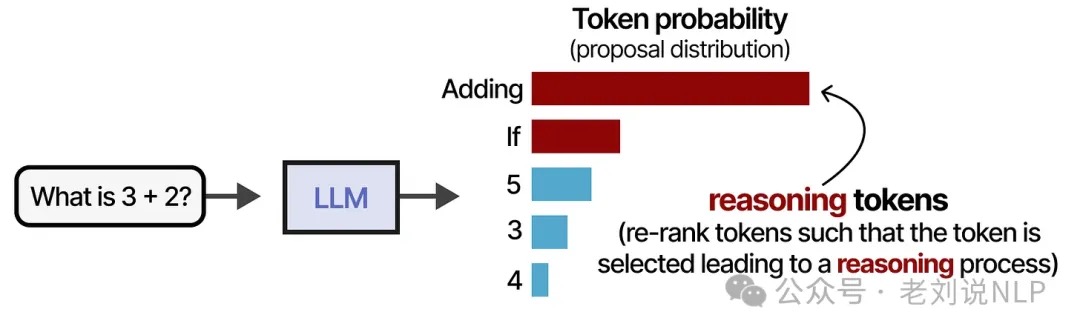 Token probability
(proposal distribution)
Adding
If
5
3
4
What is 3 + 2?
LLM
reasoning tokens
(re-rank tokens such that the token is
selected leading to a reasoning process)
公众号 · 老刘说NLP